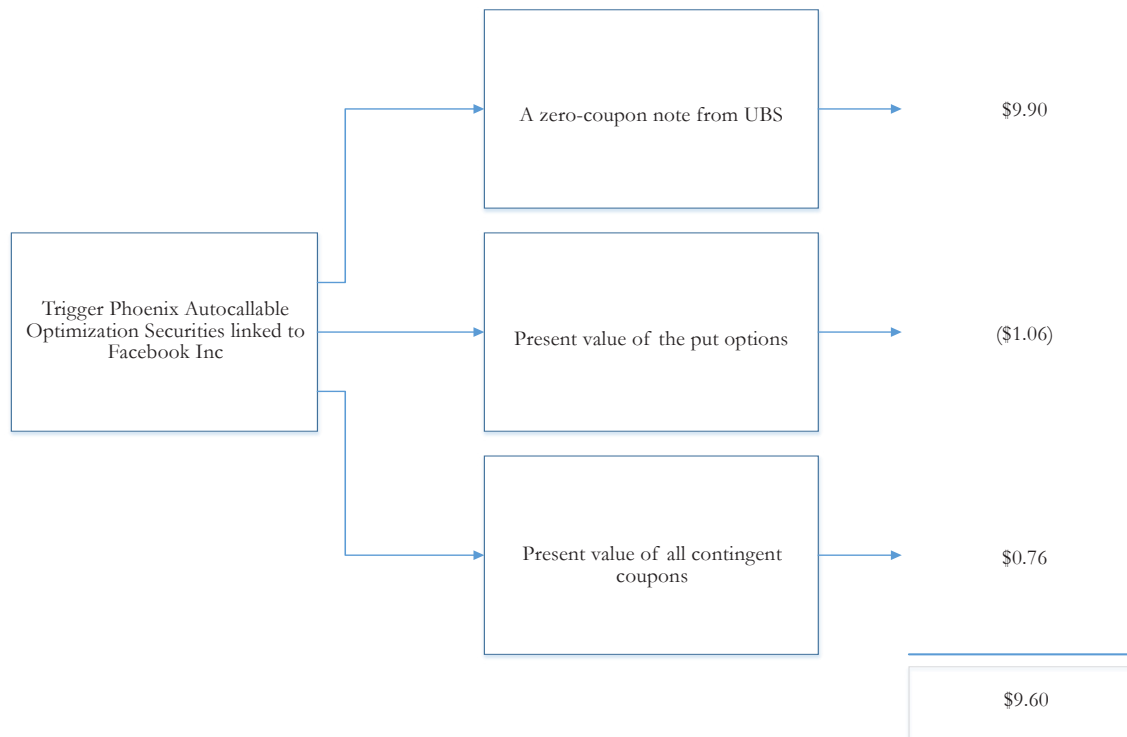 A zero-coupon note from UBS
$9.90
Trigger Phoenix Autocallable
Optimization Securities linked to
Facebook Inc
Present value of the put options
($1.06)
Present value of all contingent
coupons
$0.76
$9.60